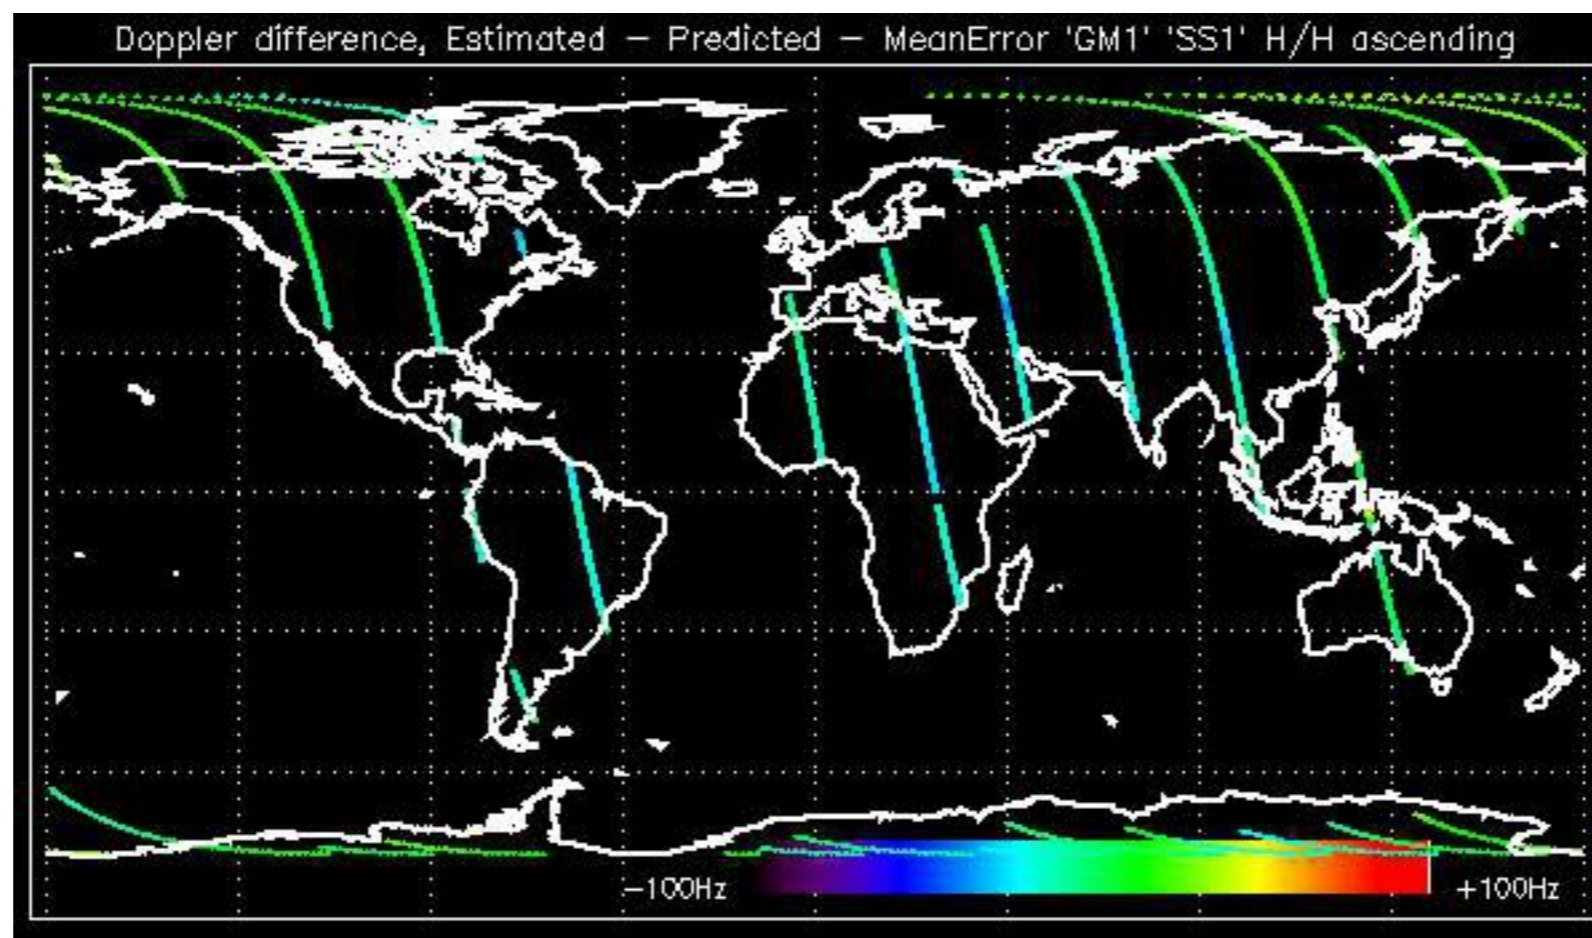 Doppler difference, Estimated – Predicted – MeanError 'GM1' 'SS1' H/H ascending
–100Hz +100Hz